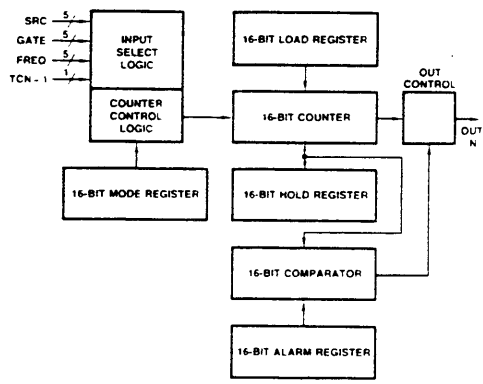 SRC 5
GATE 5
FREQ 5
TCN - 1 1
INPUT
SELECT
LOGIC
COUNTER
CONTROL
LOGIC
16-BIT MODE REGISTER
16-BIT LOAD REGISTER
16-BIT COUNTER
16-BIT HOLD REGISTER
16-BIT COMPARATOR
16-BIT ALARM REGISTER
OUT
CONTROL
OUT
N